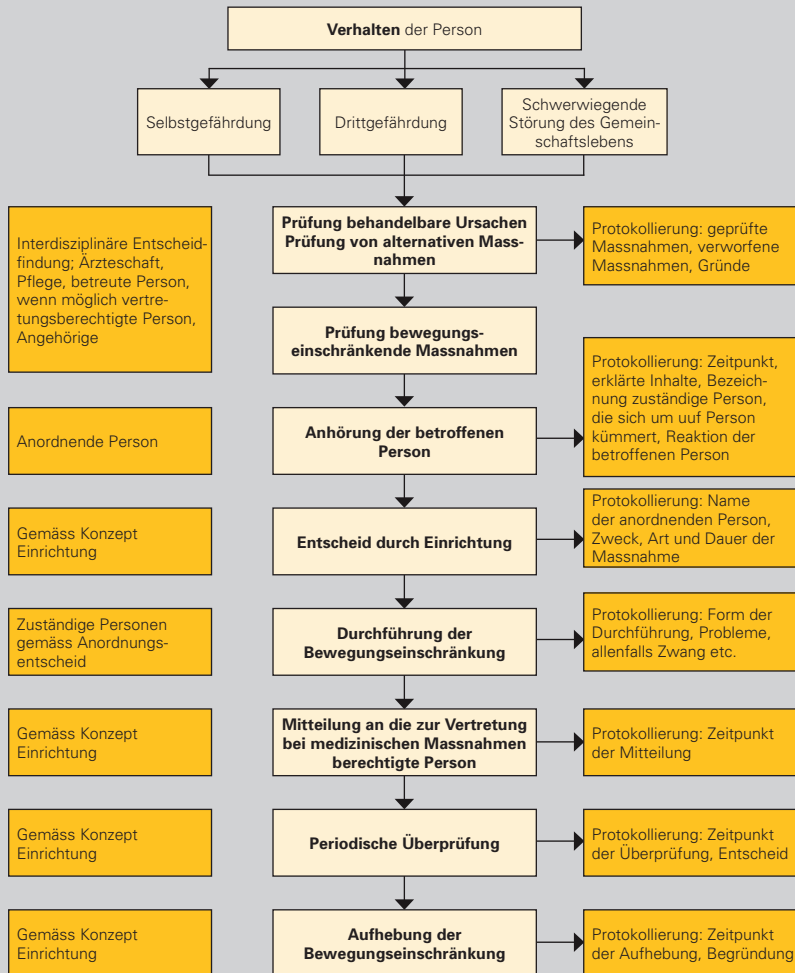 Verhalten der Person
Selbstgefährdung
Drittgefährdung
Schwerwiegende
Störung des Gemein-
schaftslebens
Interdisziplinäre Entscheid-
findung; Ärzteschaft,
Pflege, betreute Person,
wenn möglich vertre-
tungsberechtigte Person,
Angehörige
Prüfung behandelbare Ursachen
Prüfung von alternativen Mass-
nahmen
Protokollierung: geprüfte
Massnahmen, verworfene
Massnahmen, Gründe
Prüfung bewegungs-
einschränkende Massnahmen
Anordnende Person
Anhörung der betroffenen
Person
Protokollierung: Zeitpunkt,
erklärte Inhalte, Bezeich-
nung zuständige Person,
die sich um uuf Person
kümmert, Reaktion der
betroffenen Person
Gemäss Konzept
Einrichtung
Entscheid durch Einrichtung
Protokollierung: Name
der anordnenden Person,
Zweck, Art und Dauer der
Massnahme
Zuständige Personen
gemäss Anordnungs-
entscheid
Durchführung der
Bewegungseinschränkung
Protokollierung: Form der
Durchführung, Probleme,
allenfalls Zwang etc.
Gemäss Konzept
Einrichtung
Mitteilung an die zur Vertretung
bei medizinischen Massnahmen
berechtigte Person
Protokollierung: Zeitpunkt
der Mitteilung
Gemäss Konzept
Einrichtung
Periodische Überprüfung
Protokollierung: Zeitpunkt
der Überprüfung, Entscheid
Gemäss Konzept
Einrichtung
Aufhebung der
Bewegungseinschränkung
Protokollierung: Zeitpunkt
der Aufhebung, Begründung